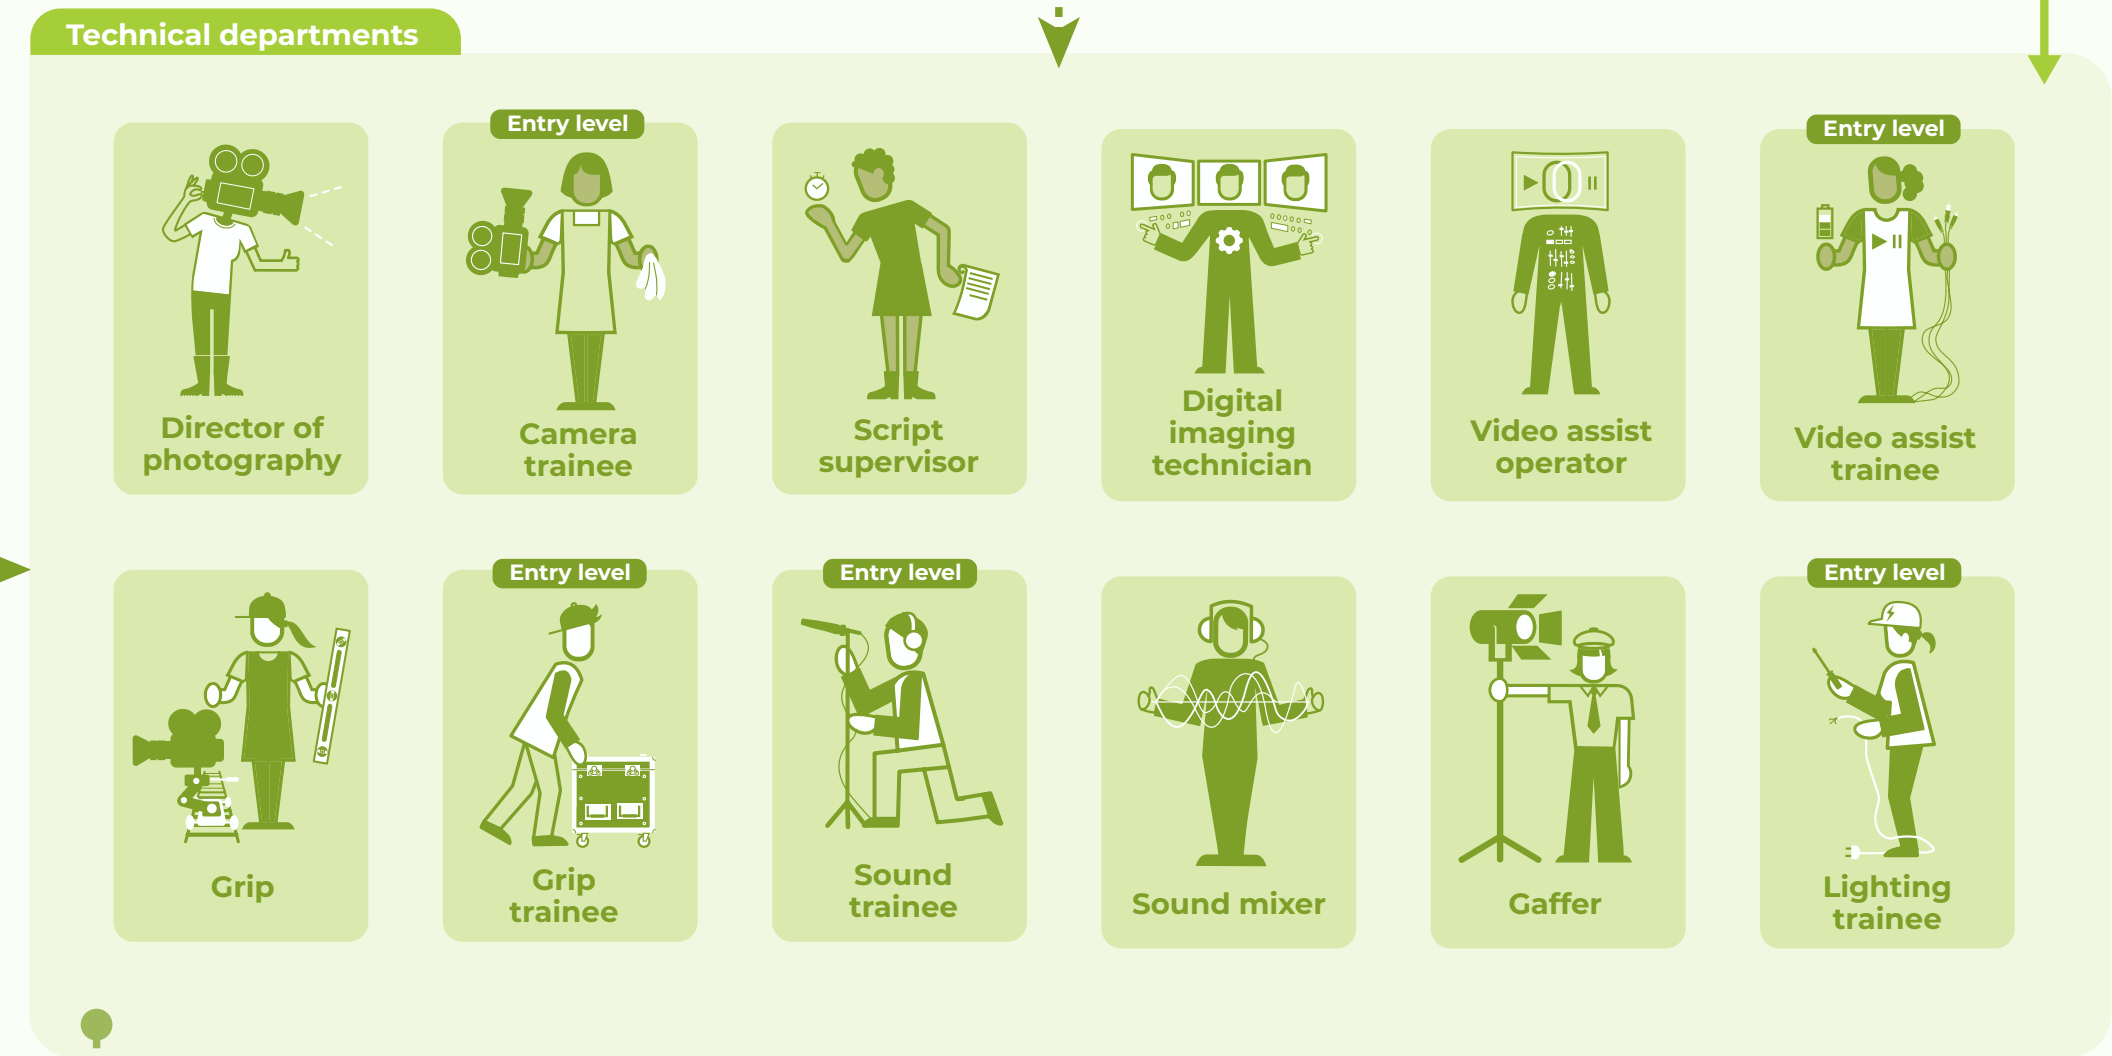 Technical departments
Entry level
Director of
photography
Camera
trainee
Script
supervisor
Digital
imaging
technician
Video assist
operator
Entry level
Video assist
trainee
Grip
Entry level
Grip
trainee
Entry level
Sound
trainee
Sound mixer
Gaffer
Entry level
Lighting
trainee